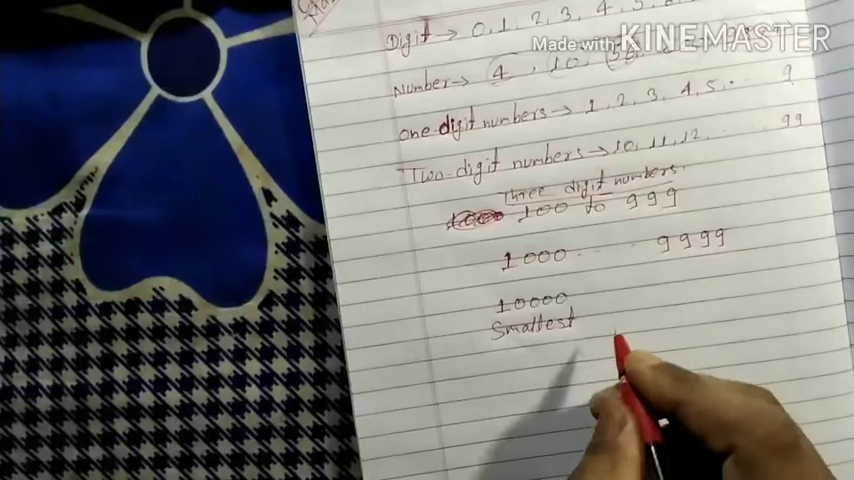 Digit → 0, 1, 2, 3, 4, 5,
Made with KINEMASTER
Number → 4, 10,
one digit numbers → 1, 2, 3, 4, 5, .. 9
Two-digit numbers → 10, 11, 12, ...... 99
Three digit numbers.
100 to 999
1000 ...... 9999
10000
Smallest